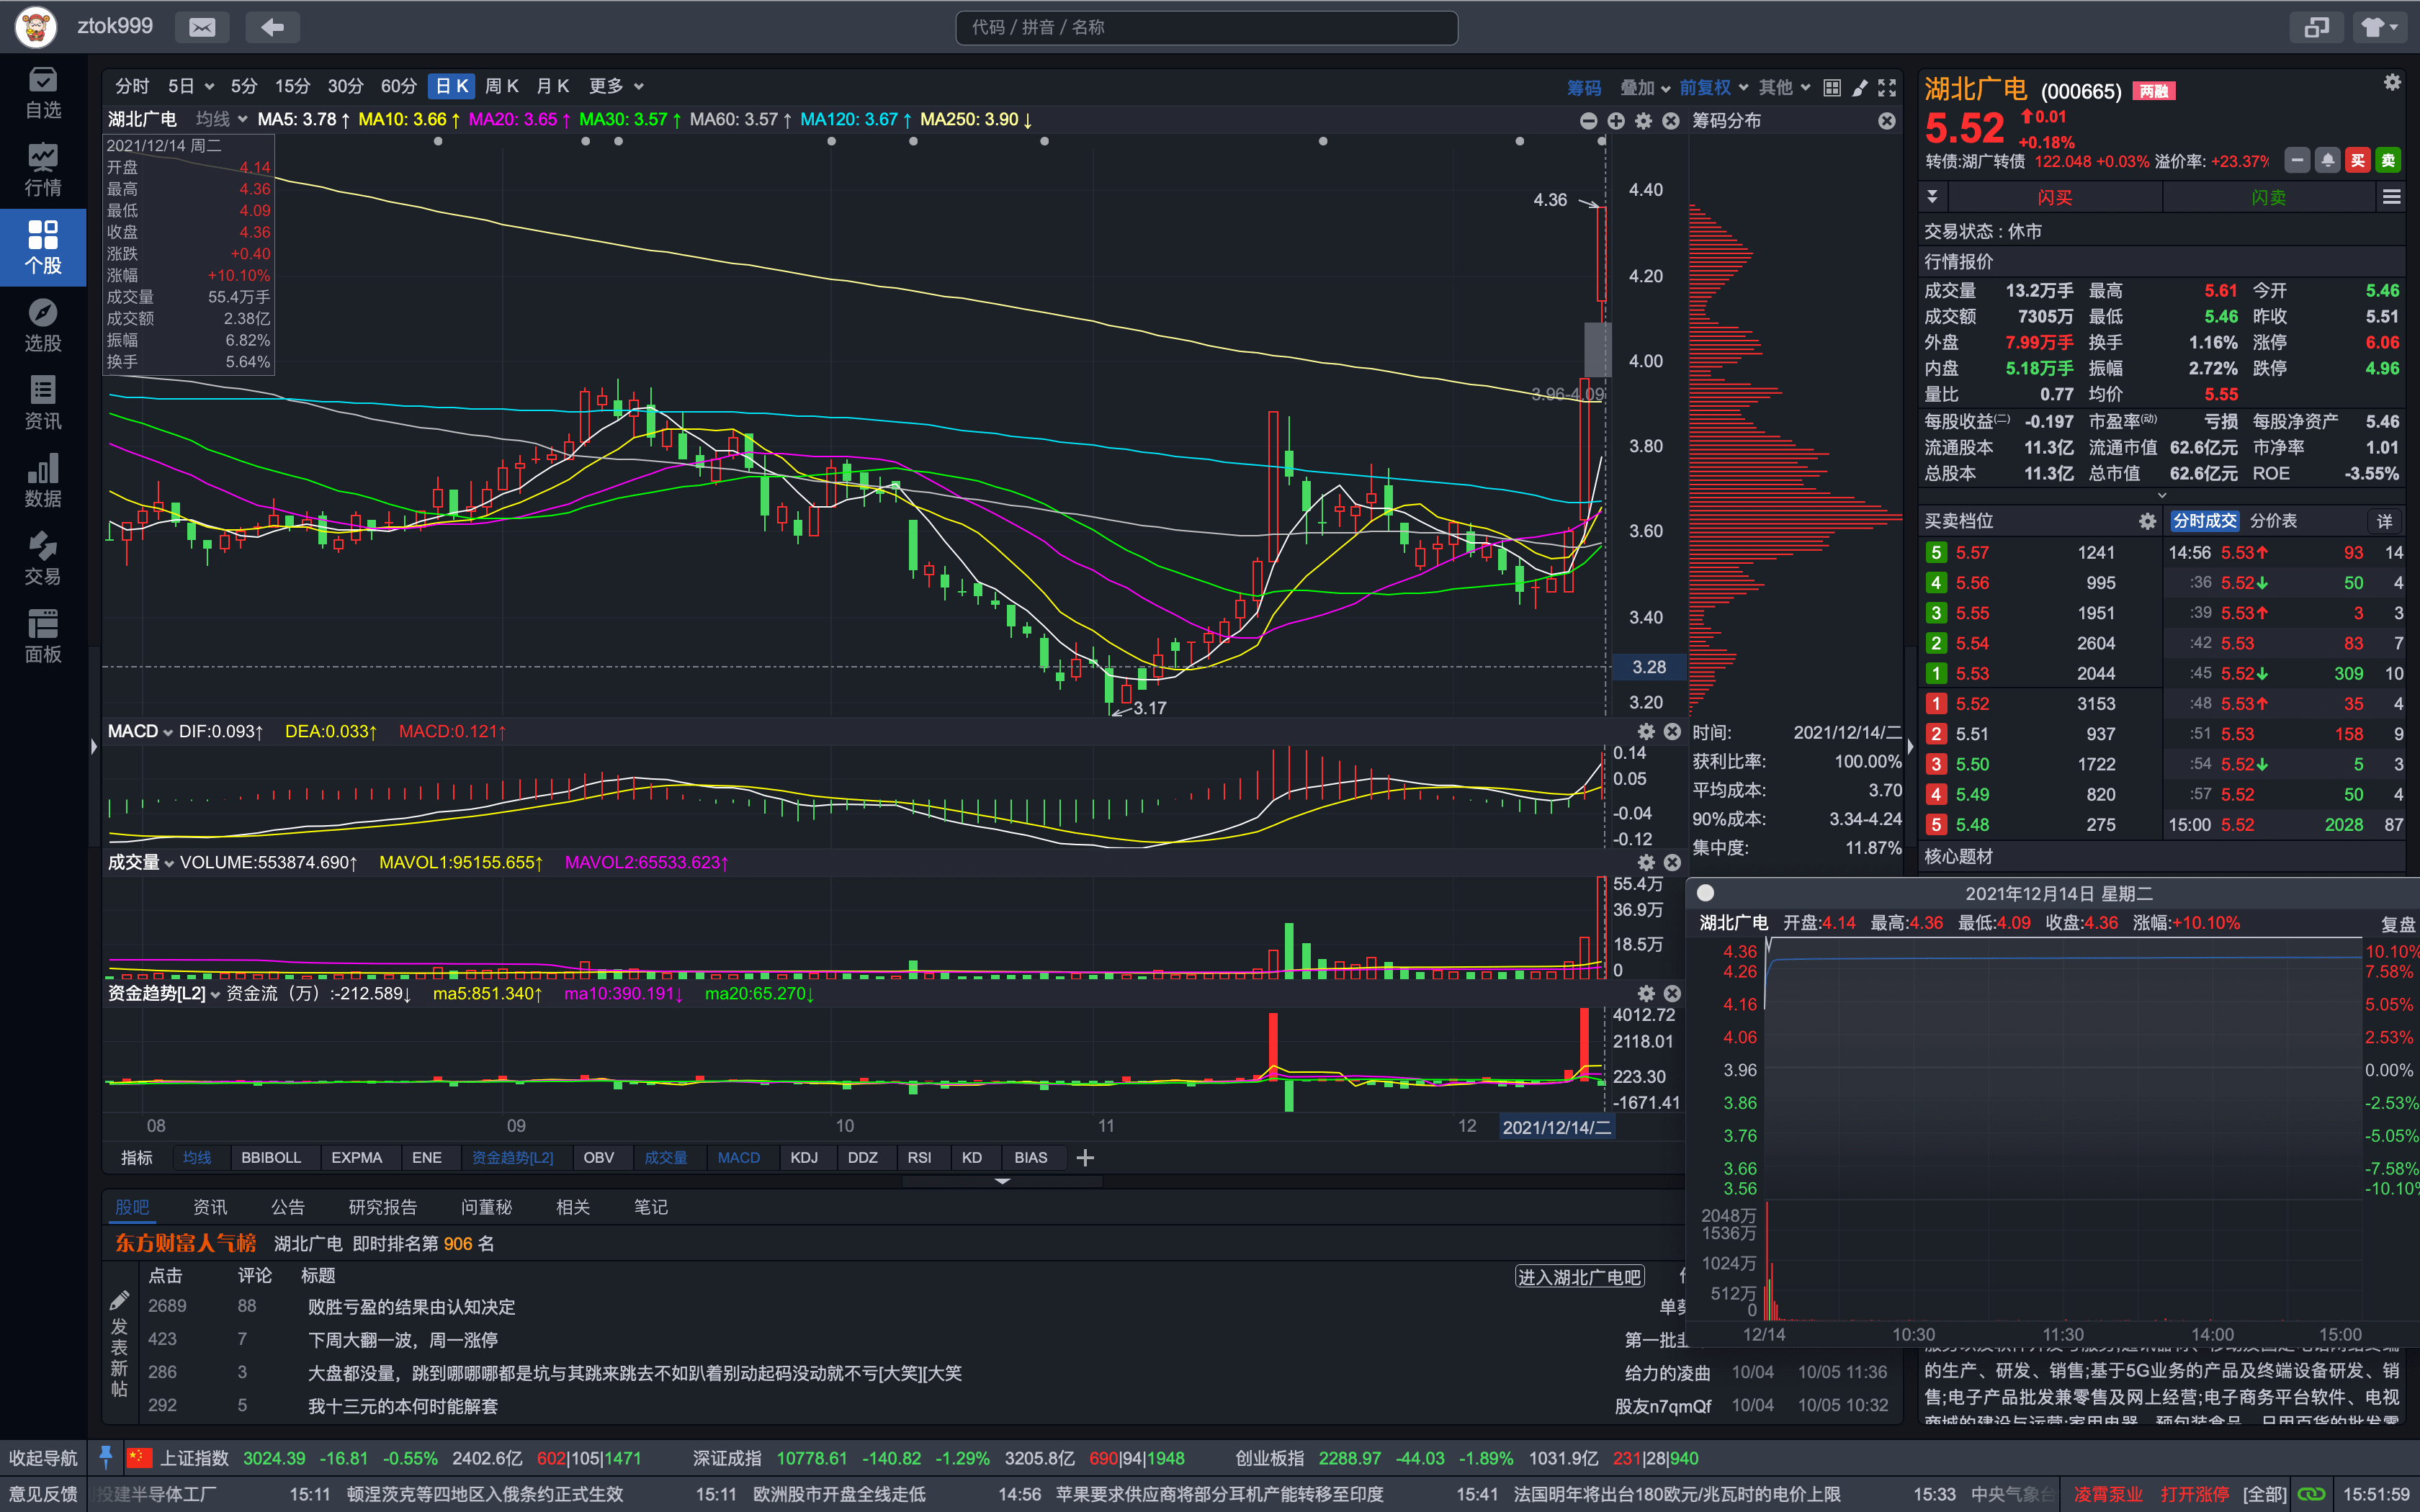 ztok999
代码 / 拼音 / 名称
自选
行情
个股
选股
资讯
数据
交易
面板
分时 5日 5分 15分 30分 60分 日K 周K 月K 更多
筹码 叠加 前复权 其他
湖北广电 均线 MA5: 3.78↑ MA10: 3.66↑ MA20: 3.65↑ MA30: 3.57↑ MA60: 3.57↑ MA120: 3.67↑ MA250: 3.90↓
筹码分布
2021/12/14 周二
开盘 4.14
最高 4.36
最低 4.09
收盘 4.36
涨跌 +0.40
涨幅 +10.10%
成交量 55.4万手
成交额 2.38亿
振幅 6.82%
换手 5.64%
4.36
3.96-4.09
3.17
4.40
4.20
4.00
3.80
3.60
3.40
3.28
3.20
MACD DIF:0.093↑ DEA:0.033↑ MACD:0.121↑
0.14
0.05
-0.04
-0.12
成交量 VOLUME:553874.690↑ MAVOL1:95155.655↑ MAVOL2:65533.623↑
55.4万
36.9万
18.5万
0
资金趋势[L2] 资金流（万）:-212.589↓ ma5:851.340↑ ma10:390.191↓ ma20:65.270↓
4012.72
2118.01
223.30
-1671.41
08 09 10 11 12 2021/12/14/二
时间: 2021/12/14/二
获利比率: 100.00%
平均成本: 3.70
90%成本: 3.34-4.24
集中度: 11.87%
指标 均线 BBIBOLL EXPMA ENE 资金趋势[L2] OBV 成交量 MACD KDJ DDZ RSI KD BIAS
股吧 资讯 公告 研究报告 问董秘 相关 笔记
东方财富人气榜 湖北广电 即时排名第 906 名
点击 评论 标题 进入湖北广电吧
发表新帖
2689 88 败胜亏盈的结果由认知决定
423 7 下周大翻一波，周一涨停 第一批
286 3 大盘都没量，跳到哪哪哪都是坑与其跳来跳去不如趴着别动起码没动就不亏[大笑][大笑 给力的凌曲 10/04 10/05 11:36
292 5 我十三元的本何时能解套 股友n7qmQf 10/04 10/05 10:32
湖北广电 (000665) 两融
5.52 ↑0.01
+0.18%
转债:湖广转债 122.048 +0.03% 溢价率: +23.37% 买 卖
闪买 闪卖
交易状态 : 休市
行情报价
成交量 13.2万手 最高 5.61 今开 5.46
成交额 7305万 最低 5.46 昨收 5.51
外盘 7.99万手 换手 1.16% 涨停 6.06
内盘 5.18万手 振幅 2.72% 跌停 4.96
量比 0.77 均价 5.55
每股收益(二) -0.197 市盈率(动) 亏损 每股净资产 5.46
流通股本 11.3亿 流通市值 62.6亿元 市净率 1.01
总股本 11.3亿 总市值 62.6亿元 ROE -3.55%
买卖档位 分时成交 分价表 详
5 5.57 1241 14:56 5.53↑ 93 14
4 5.56 995 :36 5.52↓ 50 4
3 5.55 1951 :39 5.53↑ 3 3
2 5.54 2604 :42 5.53 83 7
1 5.53 2044 :45 5.52↓ 309 10
1 5.52 3153 :48 5.53↑ 35 4
2 5.51 937 :51 5.53 158 9
3 5.50 1722 :54 5.52↓ 5 3
4 5.49 820 :57 5.52 50 4
5 5.48 275 15:00 5.52 2028 87
核心题材
2021年12月14日 星期二
湖北广电 开盘:4.14 最高:4.36 最低:4.09 收盘:4.36 涨幅:+10.10% 复盘
4.36 10.10%
4.26 7.58%
4.16 5.05%
4.06 2.53%
3.96 0.00%
3.86 -2.53%
3.76 -5.05%
3.66 -7.58%
3.56 -10.10%
2048万
1536万
1024万
512万
0
12/14 10:30 11:30 14:00 15:00
的生产、研发、销售;基于5G业务的产品及终端设备研发、销
售;电子产品批发兼零售及网上经营;电子商务平台软件、电视
商城的建设与运营;家用电器、预包装食品、日用百货的批发零
收起导航 上证指数 3024.39 -16.81 -0.55% 2402.6亿 602|105|1471 深证成指 10778.61 -140.82 -1.29% 3205.8亿 690|94|1948 创业板指 2288.97 -44.03 -1.89% 1031.9亿 231|28|940
意见反馈 投建半导体工厂 15:11 顿涅茨克等四地区入俄条约正式生效 15:11 欧洲股市开盘全线走低 14:56 苹果要求供应商将部分耳机产能转移至印度 15:41 法国明年将出台180欧元/兆瓦时的电价上限 15:33 中央气象台 凌霄泵业 打开涨停 [全部] 15:51:59